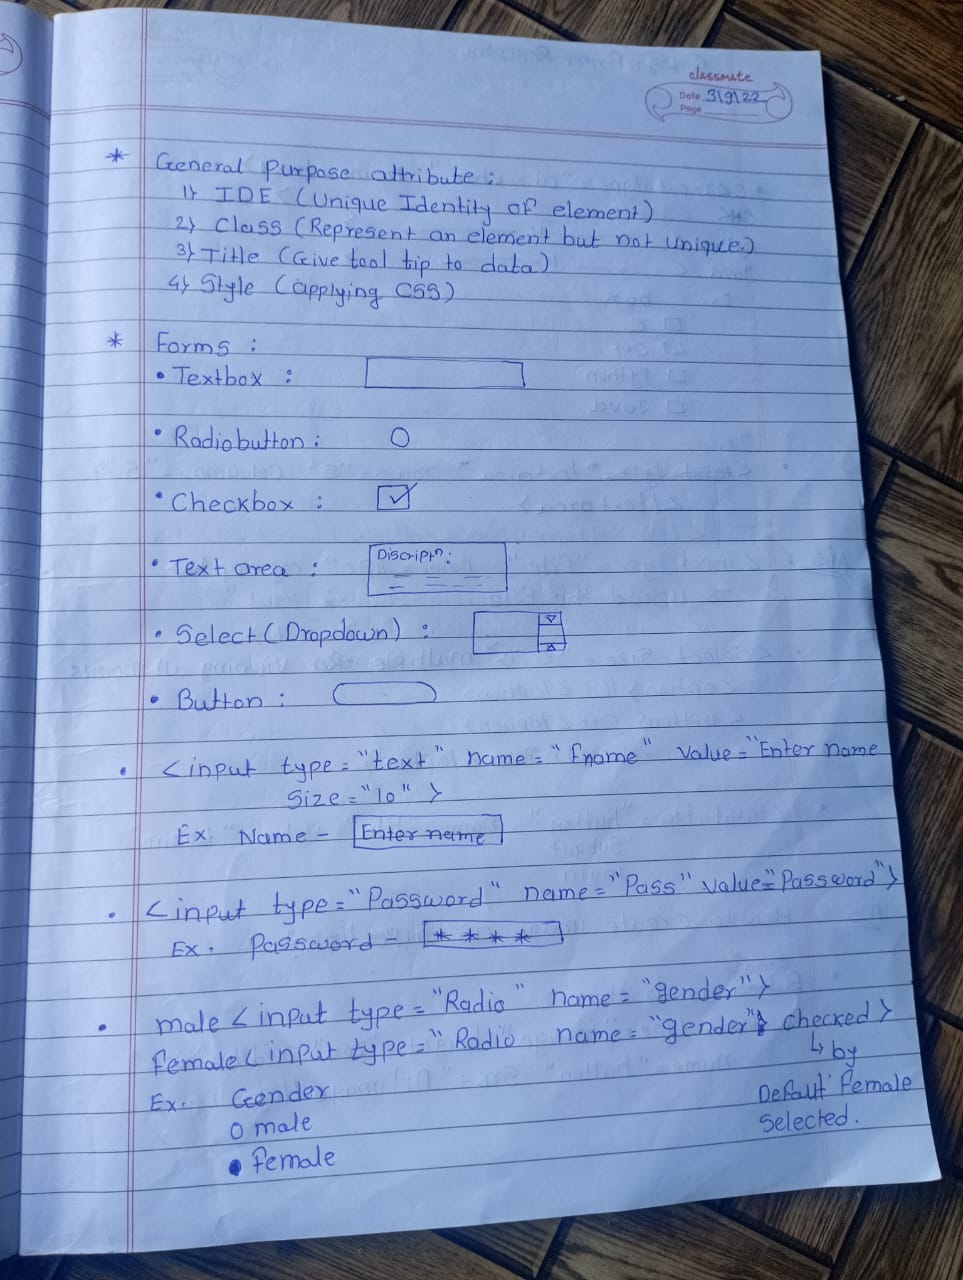 classmate
Date 3\9\22
Page
* General Purpose attribute :
1) IDE (Unique Identity of element)
2) Class (Represent an element but not unique.)
3) Title (Give tool tip to data)
4) Style (applying CSS)
* Forms :
• Textbox :
• Radiobutton :
• Checkbox :
• Text area : Discriptn :
• Select (Dropdown) :
• Button :
• <input type = "text" name = "fname" value = "Enter name
Size = "10" >
Ex. Name - Enter name
• <input type = "Password" name = "Pass" value = "Password">
Ex. Password - * * * *
• male <input type = "Radio" name = "gender">
female <input type = "Radio name = "gender" checked>
↳ by
Ex. Gender
Defaut female
o male
Selected.
• female